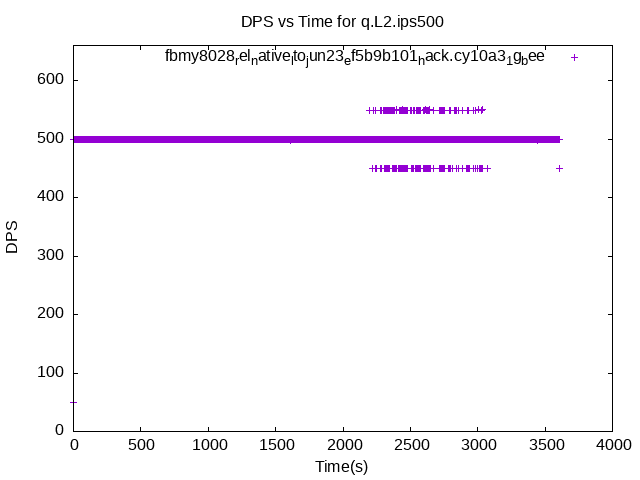 DPS vs Time for q.L2.ips500
fbmy8028relnativeltojun23ef5b9b101hack.cy10a31gbee
600
500
400
300
200
100
0
DPS
0 500 1000 1500 2000 2500 3000 3500 4000
Time(s)